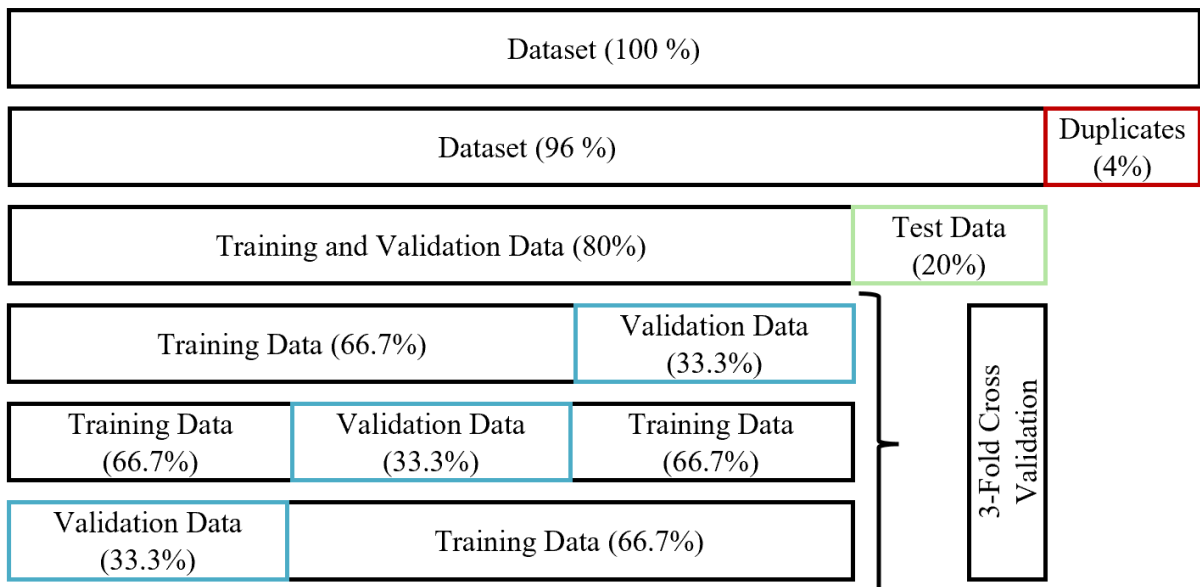 Dataset (100 %)
Dataset (96 %)
Duplicates
(4%)
Training and Validation Data (80%)
Test Data
(20%)
Training Data (66.7%)
Validation Data
(33.3%)
Training Data
(66.7%)
Validation Data
(33.3%)
Training Data
(66.7%)
Validation Data
(33.3%)
Training Data (66.7%)
3-Fold Cross
Validation